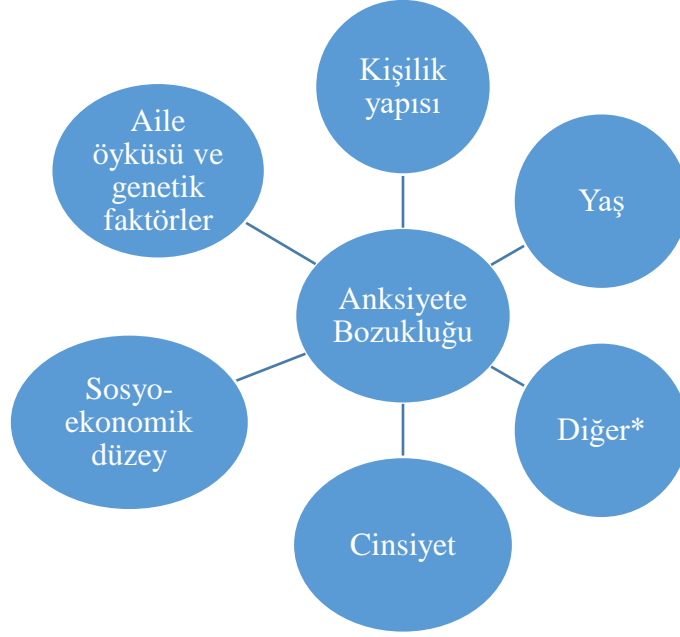 Kişilik
yapısı
Aile
öyküsü ve
genetik
faktörler
Yaş
Anksiyete
Bozukluğu
Sosyo-
ekonomik
düzey
Diğer*
Cinsiyet